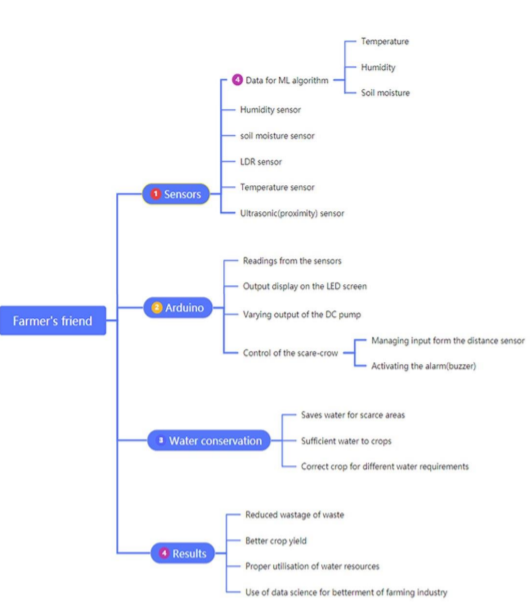 Farmer's friend
1 Sensors
4 Data for ML algorithm
Temperature
Humidity
Soil moisture
Humidity sensor
soil moisture sensor
LDR sensor
Temperature sensor
Ultrasonic(proximity) sensor
2 Arduino
Readings from the sensors
Output display on the LED screen
Varying output of the DC pump
Control of the scare-crow
Managing input form the distance sensor
Activating the alarm(buzzer)
3 Water conservation
Saves water for scarce areas
Sufficient water to crops
Correct crop for different water requirements
4 Results
Reduced wastage of waste
Better crop yield
Proper utilisation of water resources
Use of data science for betterment of farming industry